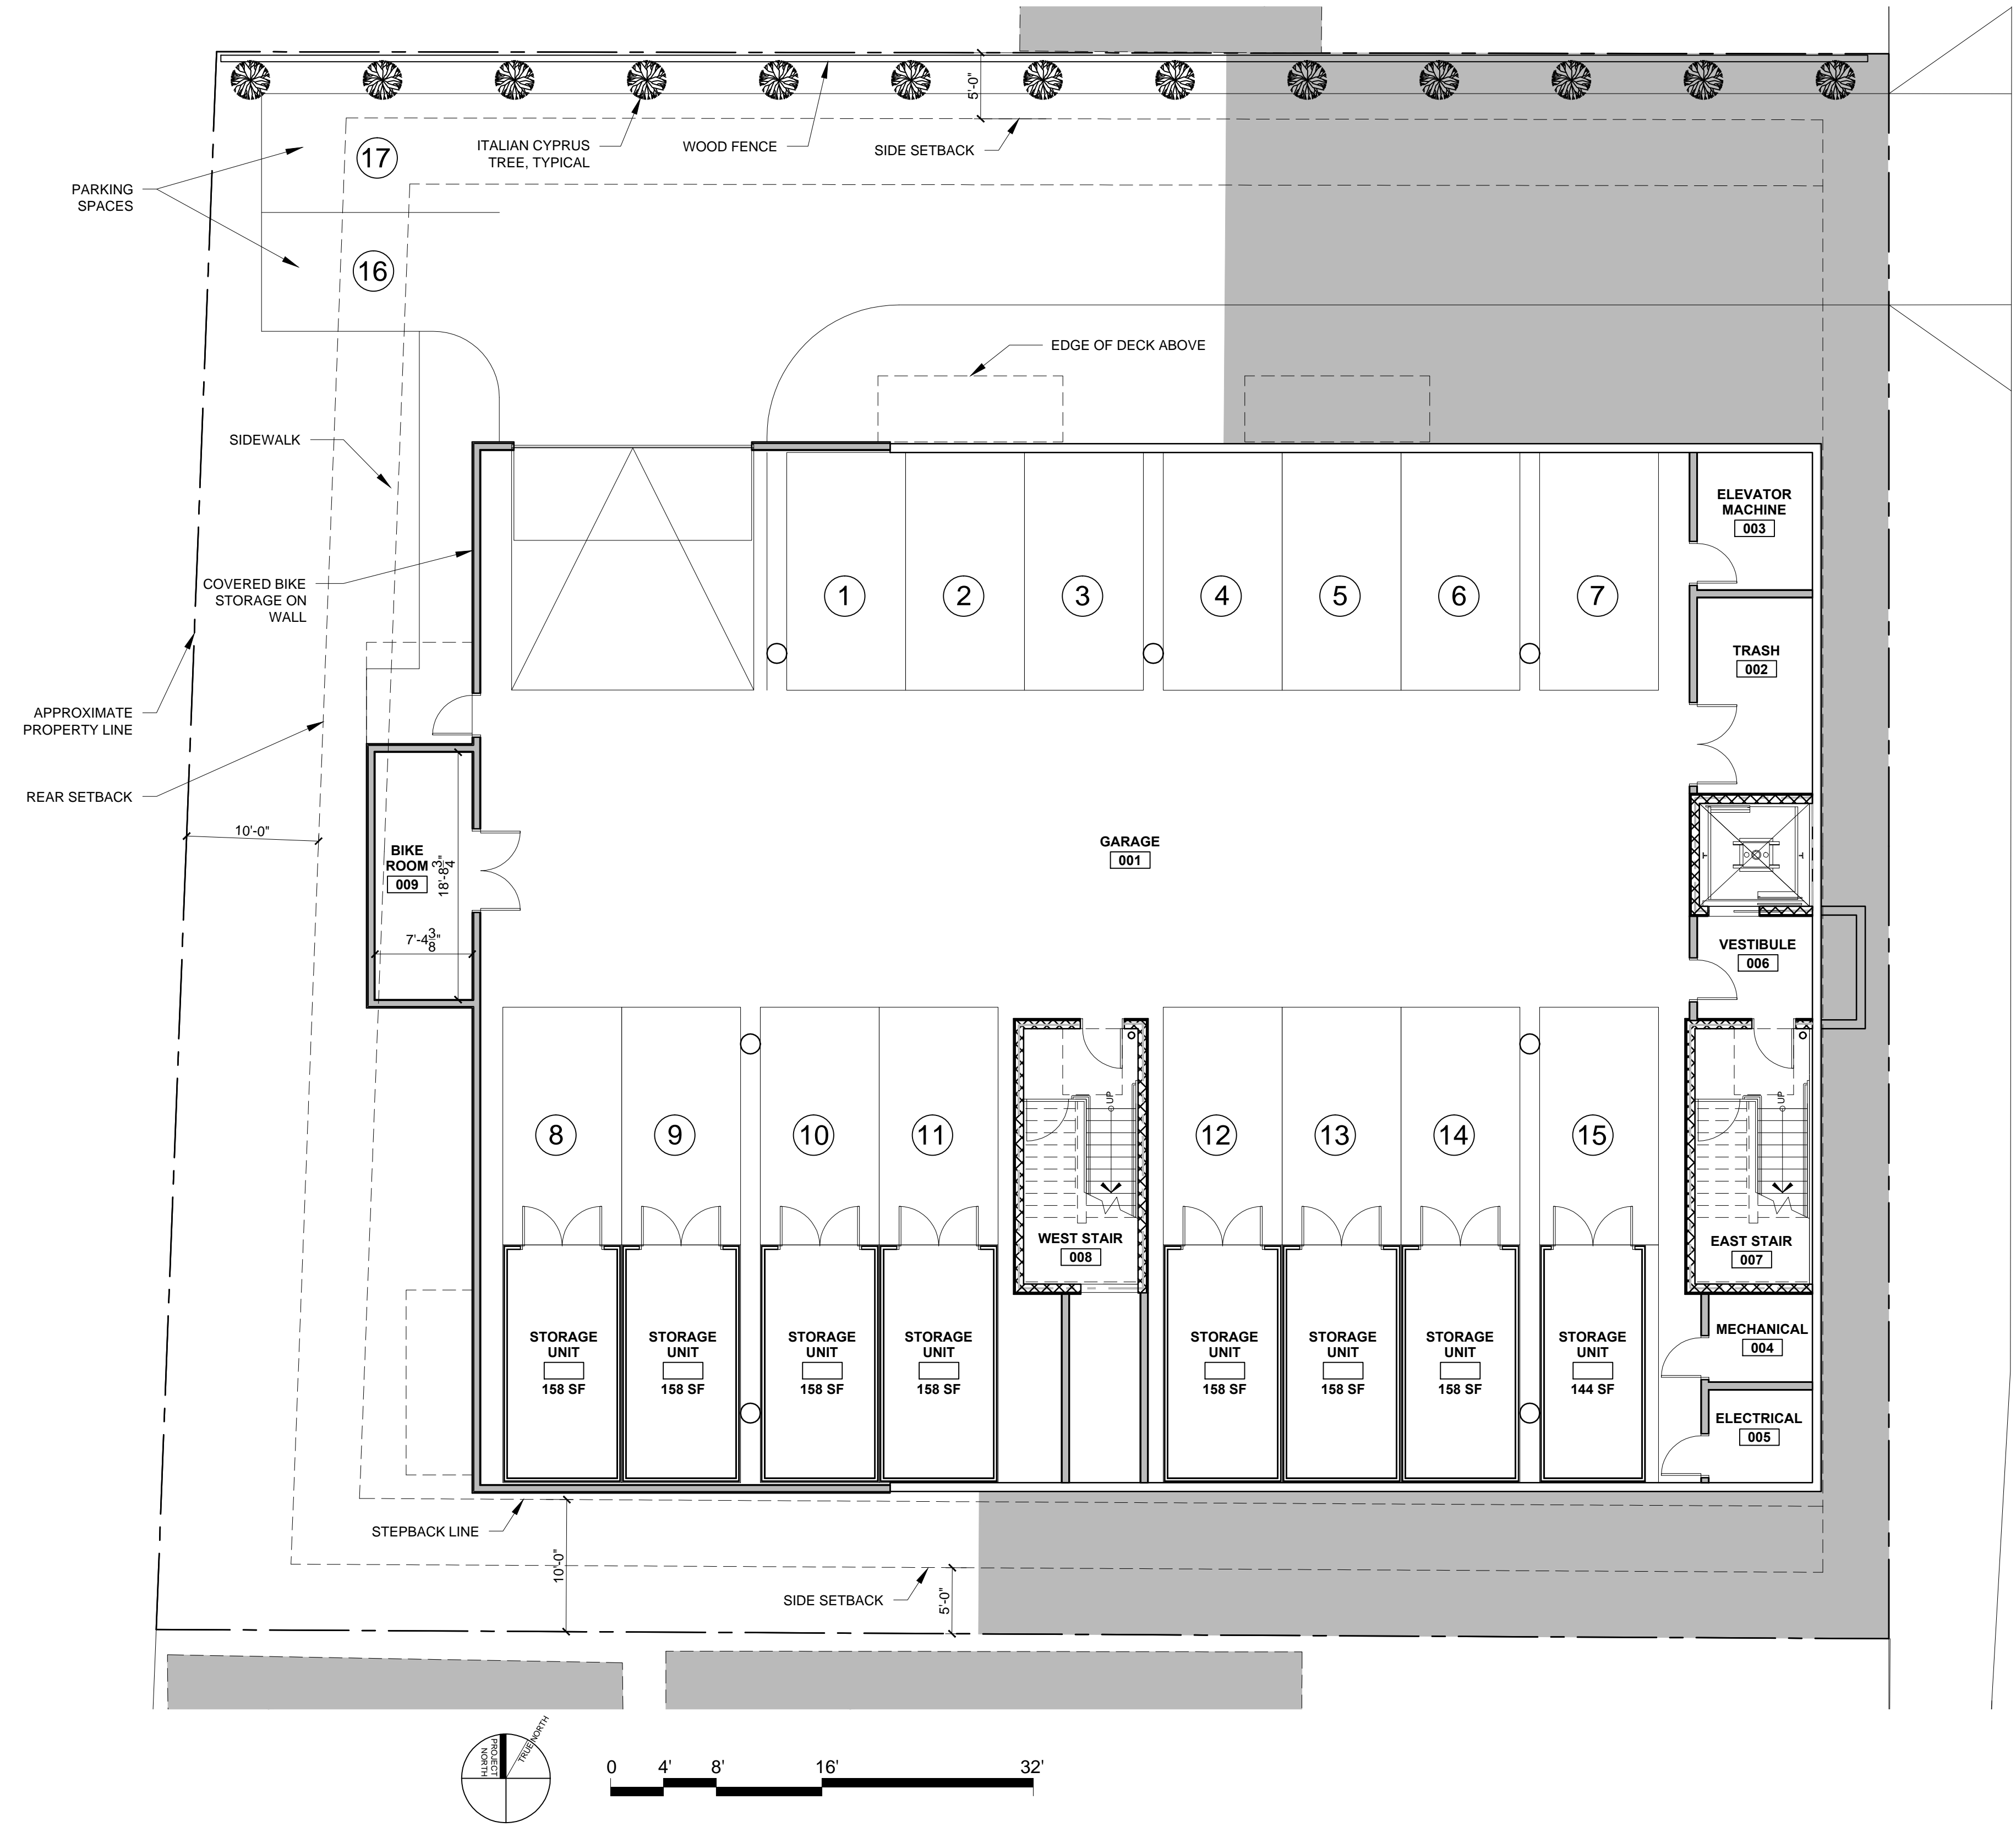 5'-0"
ITALIAN CYPRUS
TREE, TYPICAL
WOOD FENCE
SIDE SETBACK
17
PARKING
SPACES
16
EDGE OF DECK ABOVE
SIDEWALK
ELEVATOR
MACHINE
003
COVERED BIKE
STORAGE ON
WALL
1
2
3
4
5
6
7
TRASH
002
APPROXIMATE
PROPERTY LINE
REAR SETBACK
10'-0"
BIKE
ROOM
009
18'-8 3/4"
7'-4 3/8"
GARAGE
001
VESTIBULE
006
UP
UP
8
9
10
11
12
13
14
15
WEST STAIR
008
EAST STAIR
007
STORAGE
UNIT
158 SF
STORAGE
UNIT
158 SF
STORAGE
UNIT
158 SF
STORAGE
UNIT
158 SF
STORAGE
UNIT
158 SF
STORAGE
UNIT
158 SF
STORAGE
UNIT
158 SF
STORAGE
UNIT
144 SF
MECHANICAL
004
ELECTRICAL
005
STEPBACK LINE
10'-0"
SIDE SETBACK
5'-0"
PROJECT
NORTH
TRUE NORTH
0 4' 8' 16' 32'